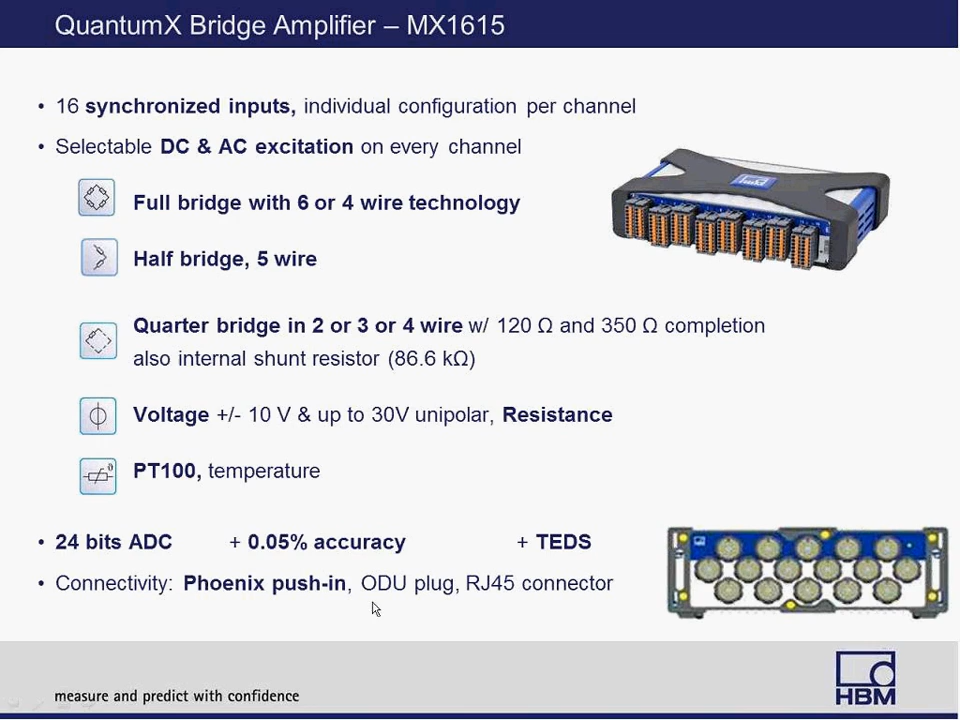 QuantumX Bridge Amplifier – MX1615
• 16 synchronized inputs, individual configuration per channel
• Selectable DC & AC excitation on every channel
Full bridge with 6 or 4 wire technology
Half bridge, 5 wire
Quarter bridge in 2 or 3 or 4 wire w/ 120 Ω and 350 Ω completion
also internal shunt resistor (86.6 kΩ)
Voltage +/- 10 V & up to 30V unipolar, Resistance
PT100, temperature
• 24 bits ADC + 0.05% accuracy + TEDS
• Connectivity: Phoenix push-in, ODU plug, RJ45 connector
measure and predict with confidence
HBM